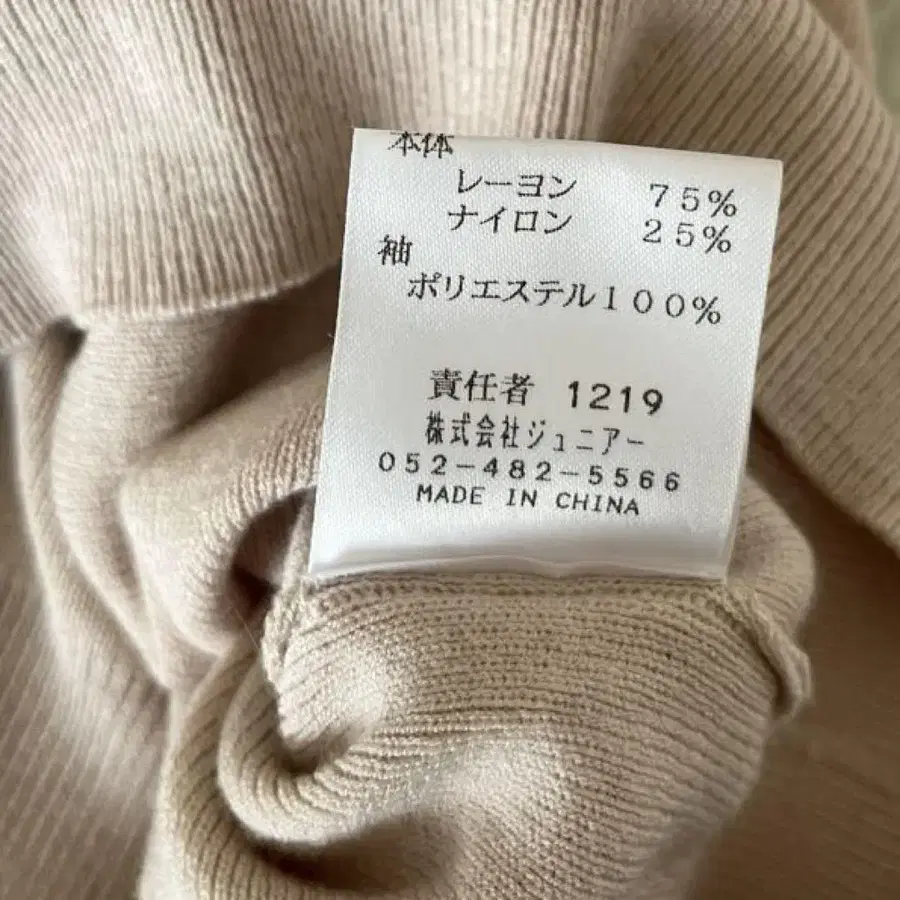 本体
レーヨン 75%
ナイロン 25%
袖
ポリエステル100%
責任者 1219
株式会社ジュニアー
052-482-5566
MADE IN CHINA